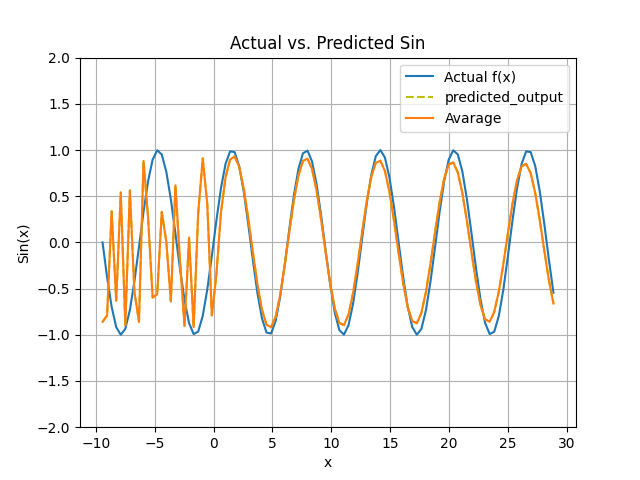 Actual vs. Predicted Sin
2.0
1.5
1.0
0.5
0.0
−0.5
−1.0
−1.5
−2.0
Sin(x)
Actual f(x)
predicted_output
Avarage
−10 −5 0 5 10 15 20 25 30
x